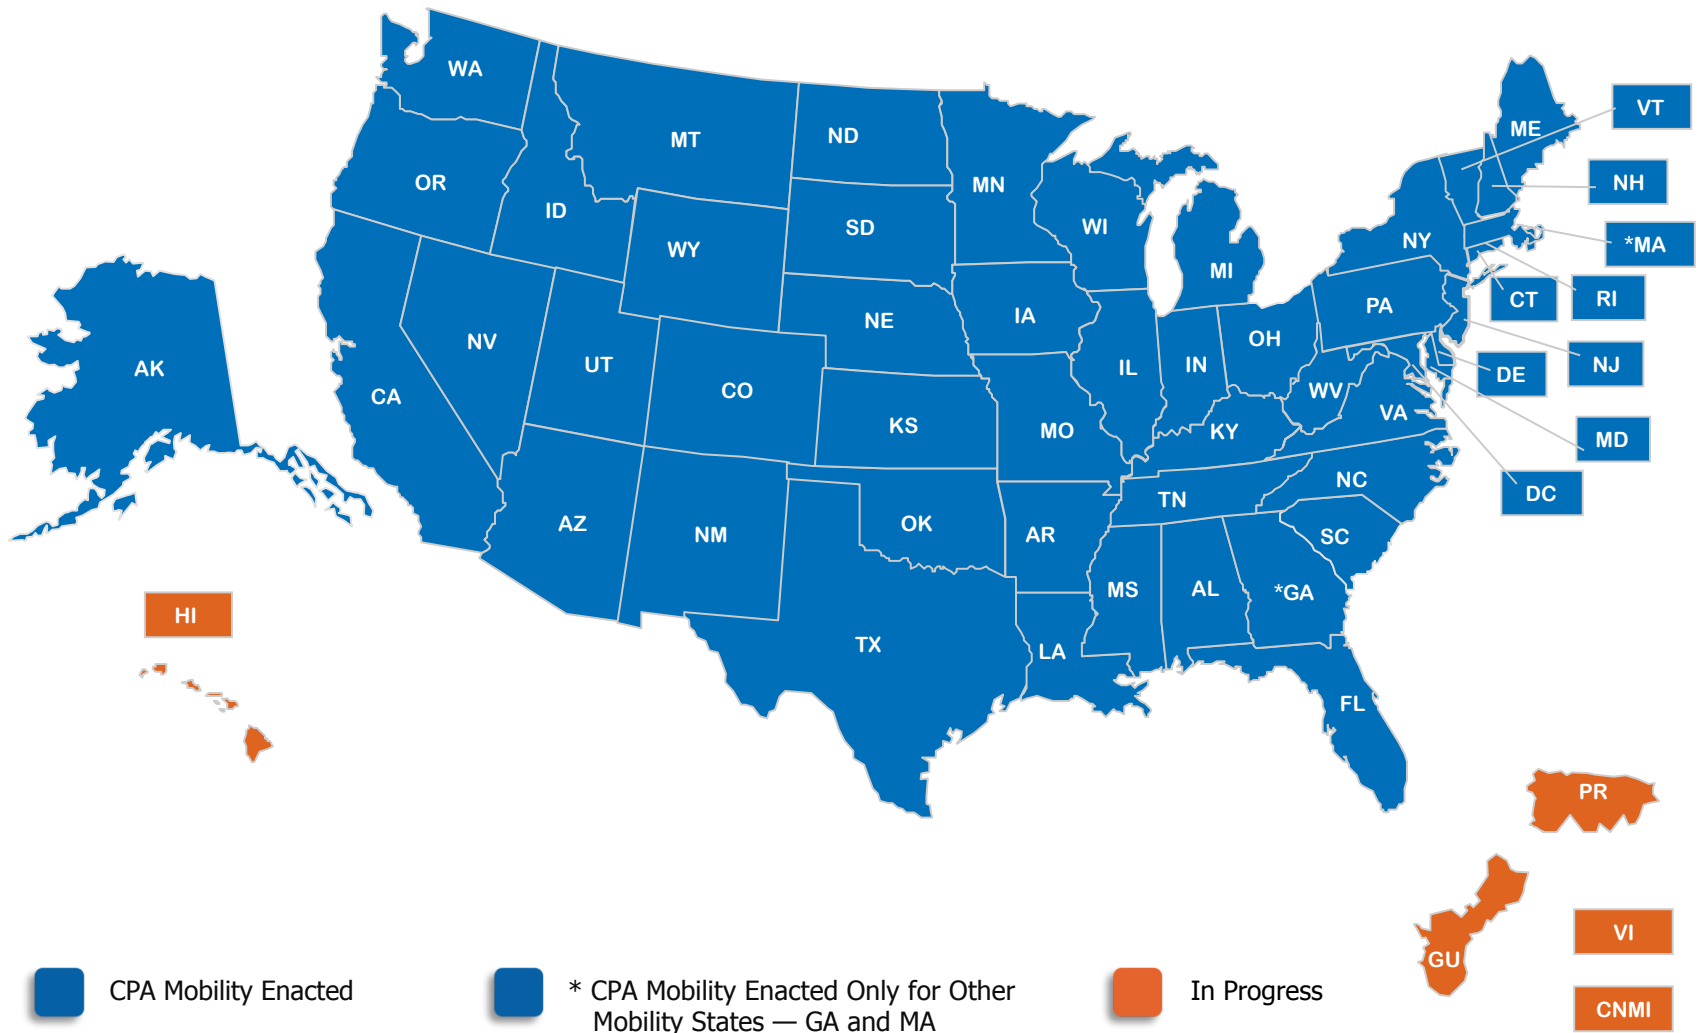 WA
MT
ND
MN
ME
VT
OR
ID
WY
SD
WI
MI
NY
NH
*MA
CT
RI
AK
CA
NV
UT
CO
NE
IA
IL
IN
OH
PA
NJ
DE
WV
VA
MD
DC
KS
MO
KY
AZ
NM
OK
AR
TN
NC
SC
MS
AL
*GA
HI
TX
LA
FL
PR
GU
VI
CNMI
CPA Mobility Enacted
* CPA Mobility Enacted Only for Other
Mobility States — GA and MA
In Progress